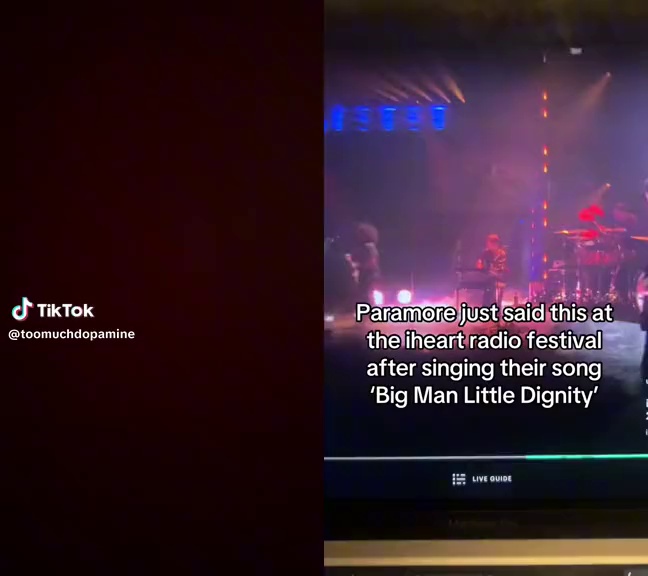 TikTok
@toomuchdopamine
Paramore just said this at
the iheart radio festival
after singing their song
‘Big Man Little Dignity’
LIVE GUIDE